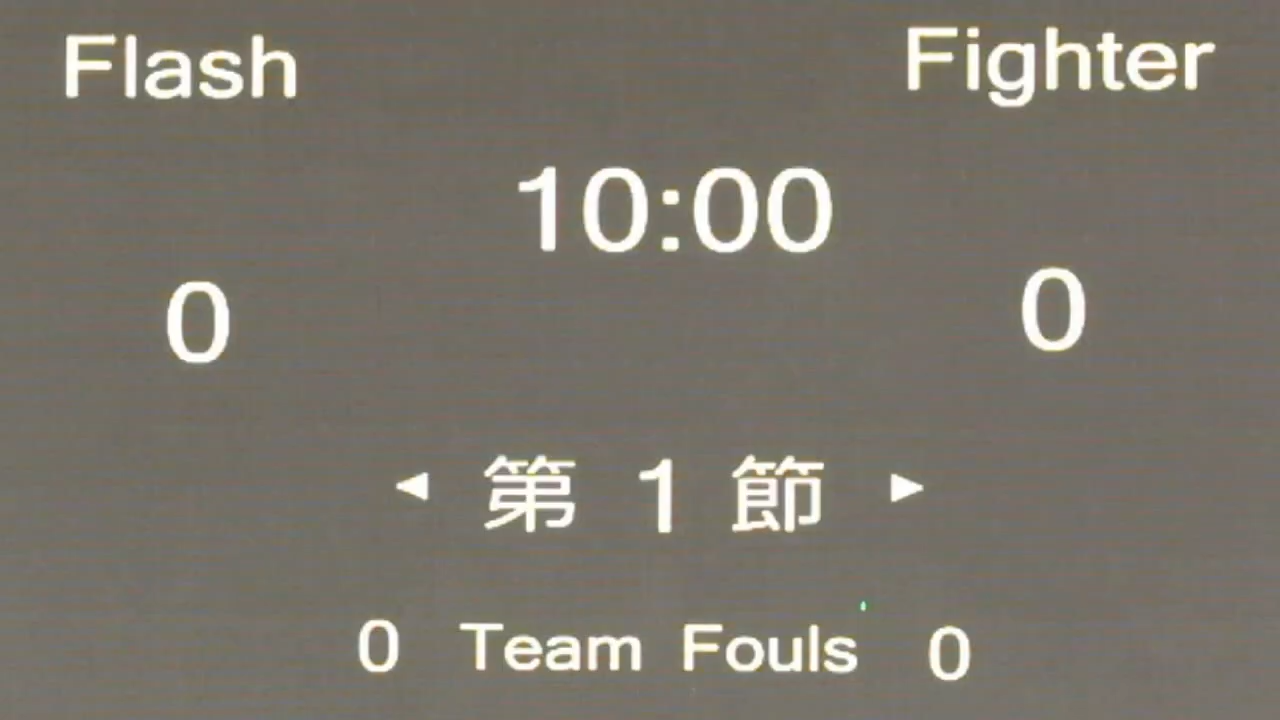 Flash Fighter
10:00
0 0
◀ 第 1 節 ▶
0 Team Fouls 0